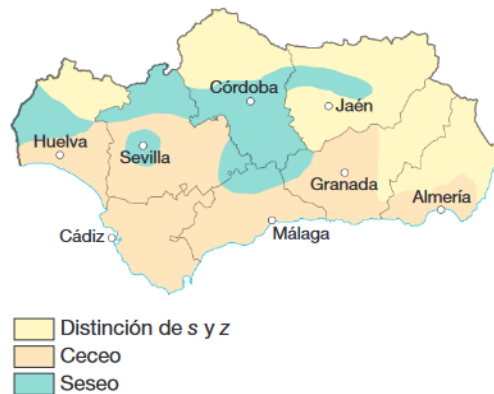 Córdoba
Jaén
Huelva
Sevilla
Granada
Almería
Cádiz
Málaga
Distinción de s y z
Ceceo
Seseo